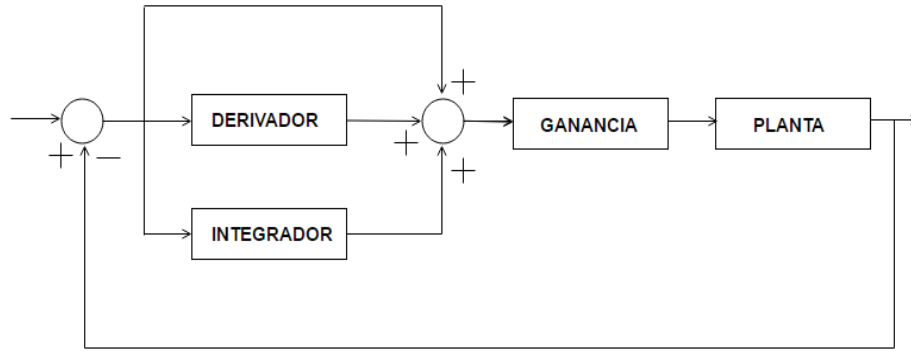 +
DERIVADOR
GANANCIA
PLANTA
+
−
+
+
INTEGRADOR